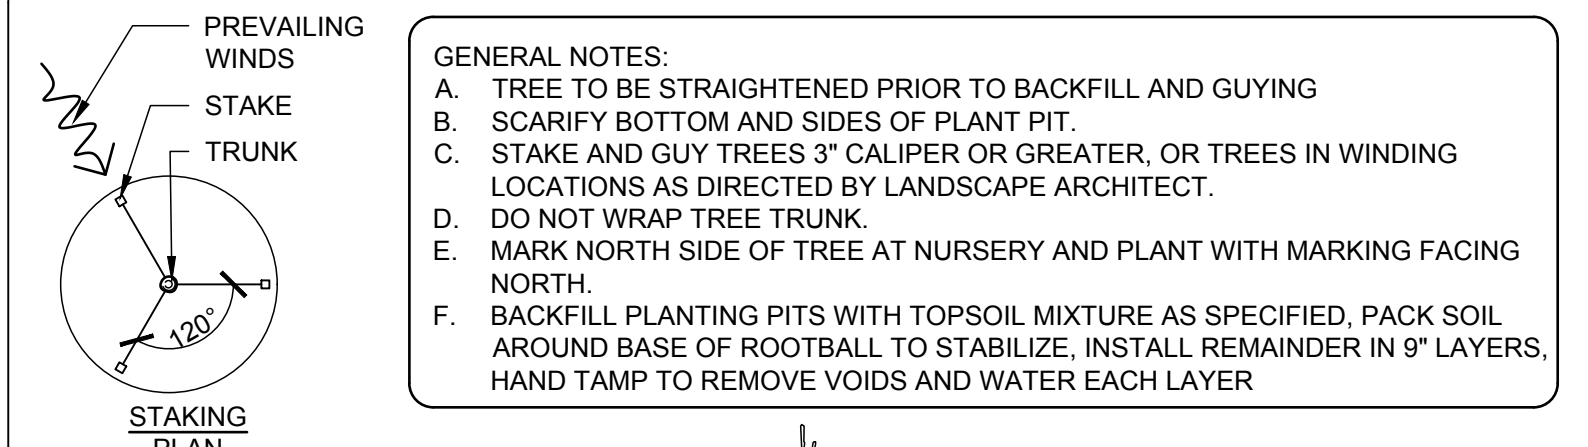 PREVAILING
WINDS
STAKE
TRUNK
120°
STAKING
PLAN
GENERAL NOTES:
A. TREE TO BE STRAIGHTENED PRIOR TO BACKFILL AND GUYING
B. SCARIFY BOTTOM AND SIDES OF PLANT PIT.
C. STAKE AND GUY TREES 3" CALIPER OR GREATER, OR TREES IN WINDING
LOCATIONS AS DIRECTED BY LANDSCAPE ARCHITECT.
D. DO NOT WRAP TREE TRUNK.
E. MARK NORTH SIDE OF TREE AT NURSERY AND PLANT WITH MARKING FACING
NORTH.
F. BACKFILL PLANTING PITS WITH TOPSOIL MIXTURE AS SPECIFIED, PACK SOIL
AROUND BASE OF ROOTBALL TO STABILIZE, INSTALL REMAINDER IN 9" LAYERS,
HAND TAMP TO REMOVE VOIDS AND WATER EACH LAYER